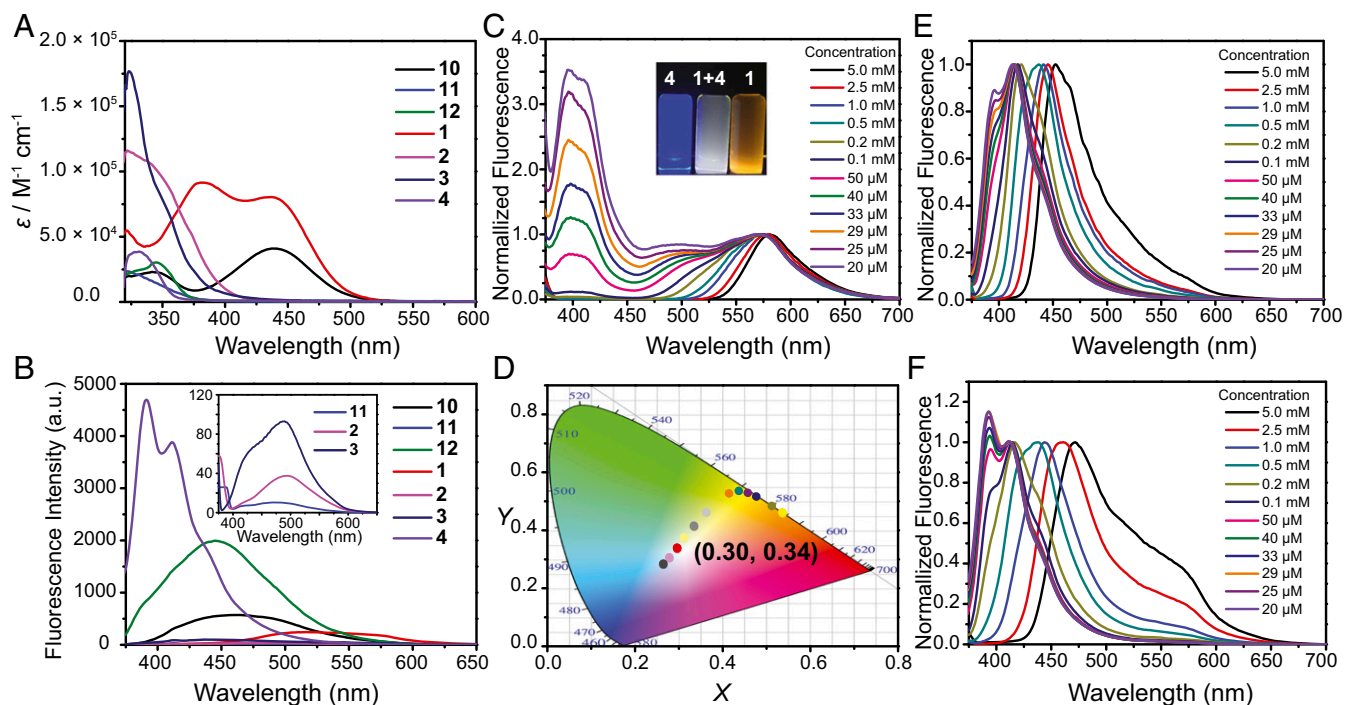 A
2.0 × 10⁵
1.5 × 10⁵
1.0 × 10⁵
5.0 × 10⁴
0.0
ε / M⁻¹ cm⁻¹
350 400 450 500 550 600
Wavelength (nm)
10
11
12
1
2
3
4
B
5000
4000
3000
2000
1000
0
Fluorescence Intensity (a.u.)
400 450 500 550 600 650
Wavelength (nm)
10
11
12
1
2
3
4
120
80
40
0
400 500 600
Wavelength (nm)
11
2
3
C
4.0
3.0
2.0
1.0
0.0
Normallized Fluorescence
400 450 500 550 600 650 700
Wavelength (nm)
4 1+4 1
Concentration
5.0 mM
2.5 mM
1.0 mM
0.5 mM
0.2 mM
0.1 mM
50 μM
40 μM
33 μM
29 μM
25 μM
20 μM
D
0.8
0.6
0.4
0.2
0.0
Y
0.0 0.2 0.4 0.6 0.8
X
520
540
510
560
500
580
600
620
700
490
480
470
460
(0.30, 0.34)
E
1.0
0.8
0.6
0.4
0.2
0.0
Normallized Fluorescence
400 450 500 550 600 700
Wavelength (nm)
Concentration
5.0 mM
2.5 mM
1.0 mM
0.5 mM
0.2 mM
0.1 mM
50 μM
40 μM
33 μM
29 μM
25 μM
20 μM
F
1.2
1.0
0.8
0.6
0.4
0.2
0.0
Normallized Fluorescence
400 450 500 550 600 650 700
Wavelength (nm)
Concentration
5.0 mM
2.5 mM
1.0 mM
0.5 mM
0.2 mM
0.1 mM
50 μM
40 μM
33 μM
29 μM
25 μM
20 μM